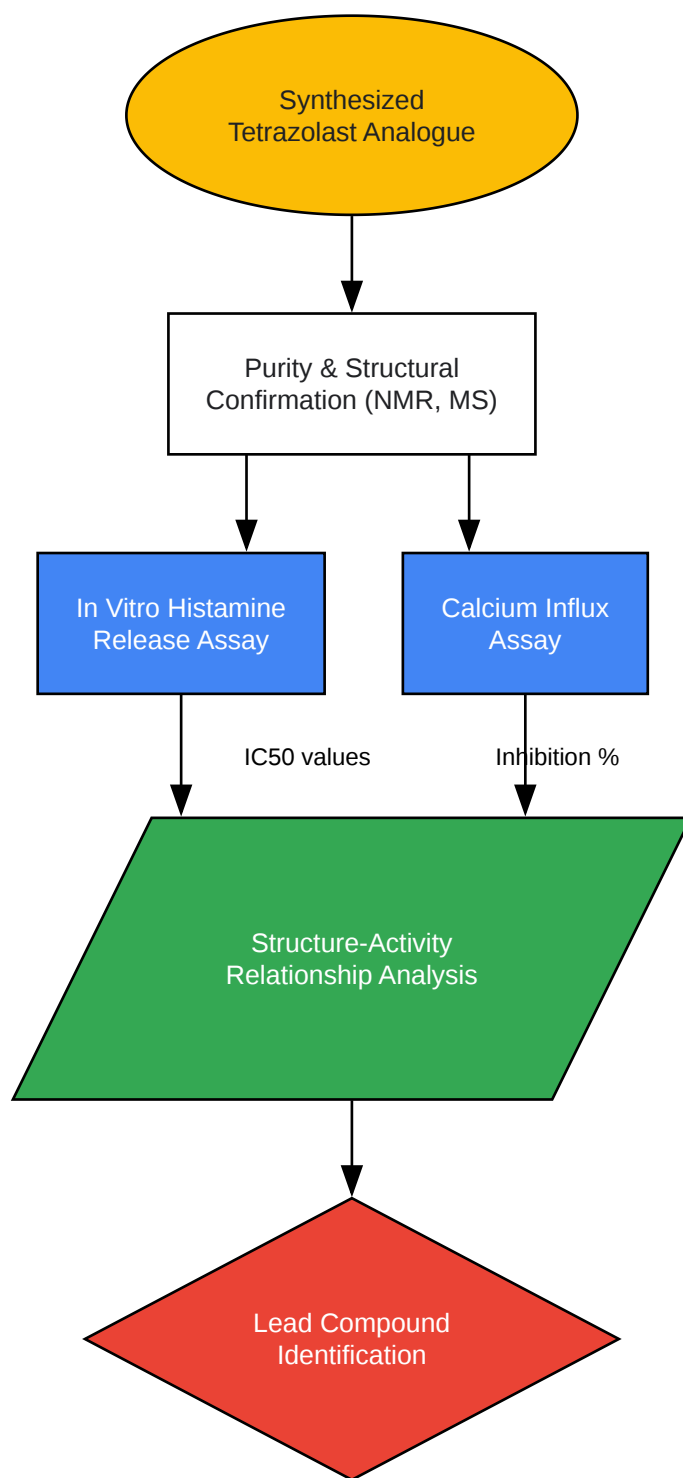 Synthesized
Tetrazolast Analogue
Purity & Structural
Confirmation (NMR, MS)
In Vitro Histamine
Release Assay
Calcium Influx
Assay
IC50 values
Inhibition %
Structure-Activity
Relationship Analysis
Lead Compound
Identification